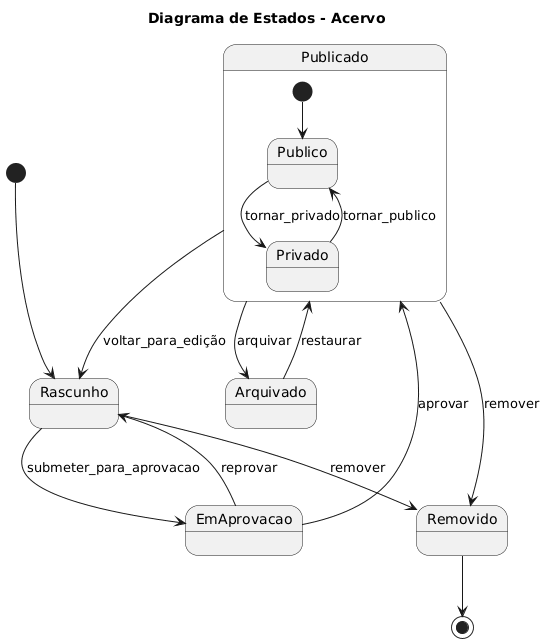 Diagrama de Estados - Acervo
Publicado
Publico
tornar_privado
tornar_publico
Privado
voltar_para_edição
arquivar
restaurar
Rascunho
Arquivado
aprovar
remover
submeter_para_aprovacao
reprovar
remover
EmAprovacao
Removido